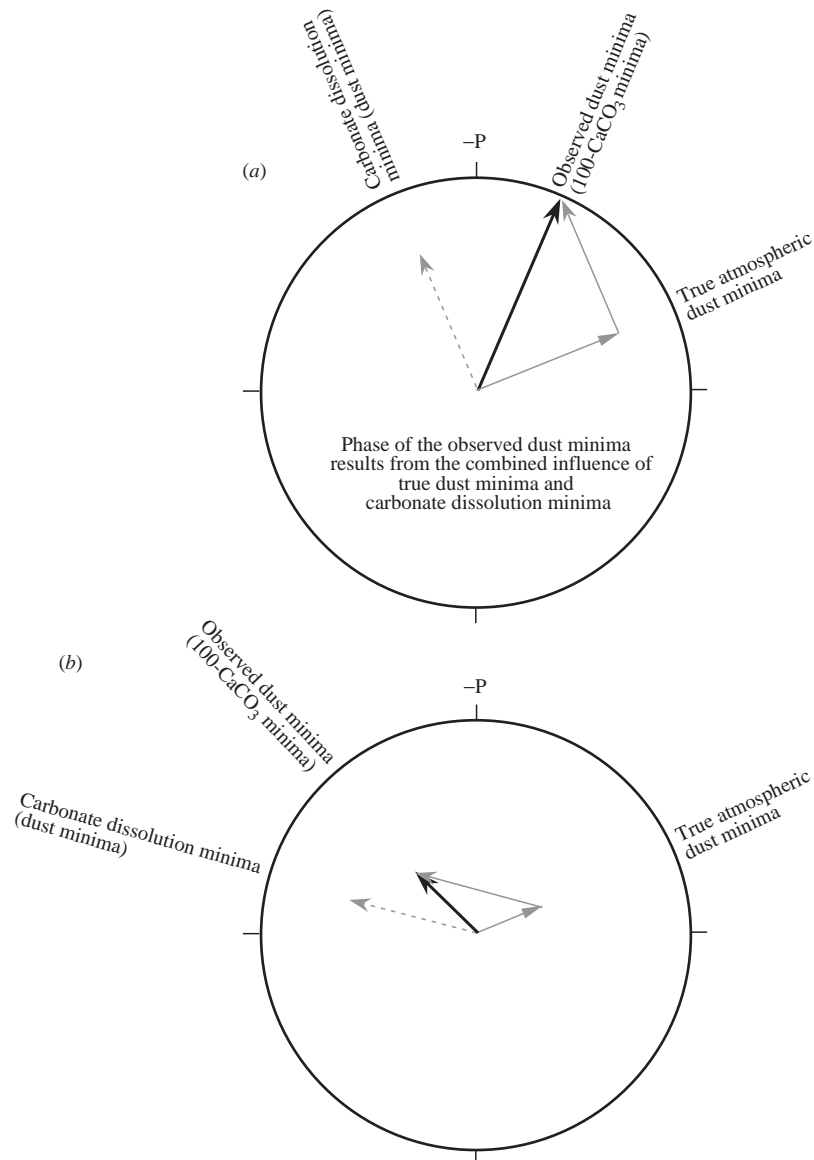 (a)
Carbonate dissolution
minima (dust minima)
–P
Observed dust minima
(100-CaCO3 minima)
True atmospheric
dust minima
Phase of the observed dust minima
results from the combined influence of
true dust minima and
carbonate dissolution minima
(b)
Observed dust minima
(100-CaCO3 minima)
–P
Carbonate dissolution minima
(dust minima)
True atmospheric
dust minima